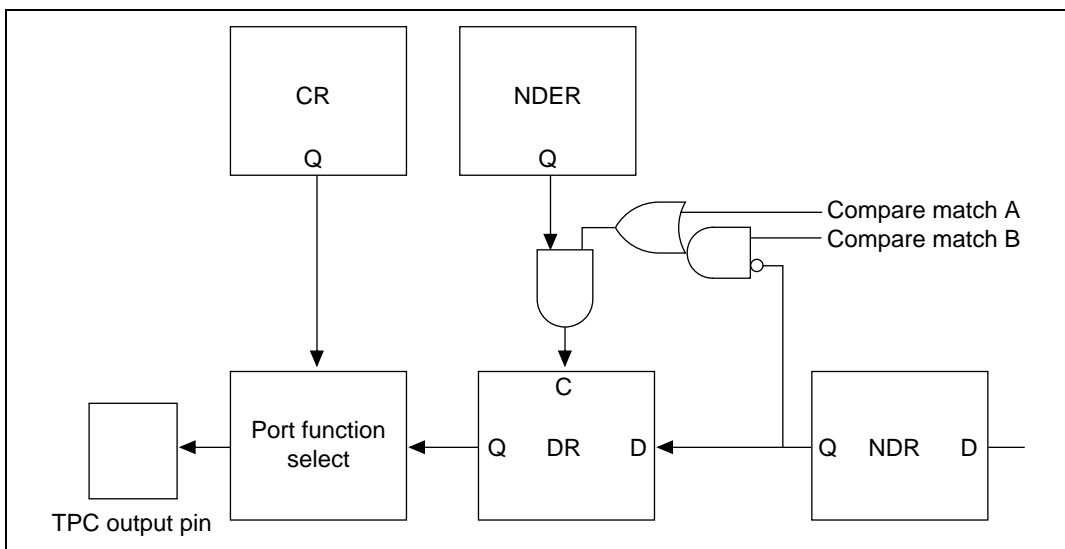 CR
Q
NDER
Q
Compare match A
Compare match B
C
Port function
select
Q DR D
Q NDR D
TPC output pin